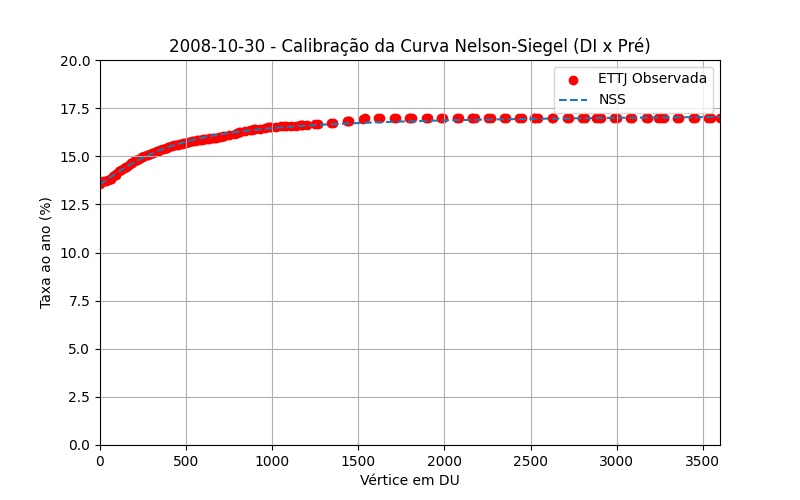 2008-10-30 - Calibração da Curva Nelson-Siegel (DI x Pré)
20.0
17.5
15.0
12.5
10.0
7.5
5.0
2.5
0.0
Taxa ao ano (%)
ETTJ Observada
NSS
0 500 1000 1500 2000 2500 3000 3500
Vértice em DU